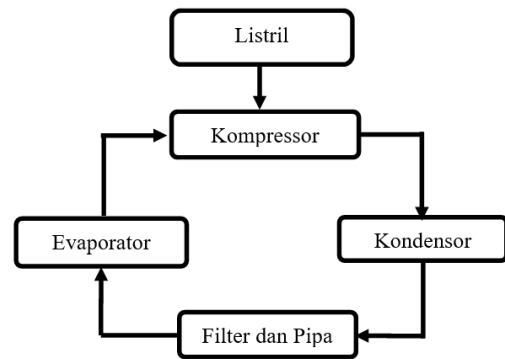 Listril
Kompressor
Evaporator
Kondensor
Filter dan Pipa